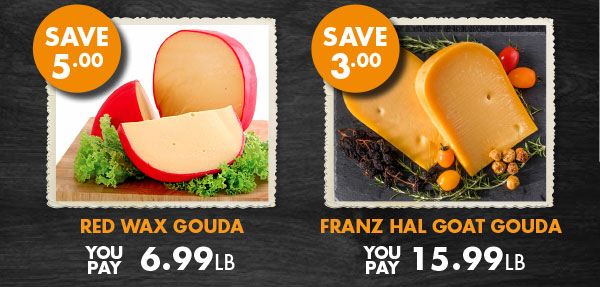 SAVE
5.00
RED WAX GOUDA
YOU
PAY
6.99LB
SAVE
3.00
FRANZ HAL GOAT GOUDA
YOU
PAY
15.99LB